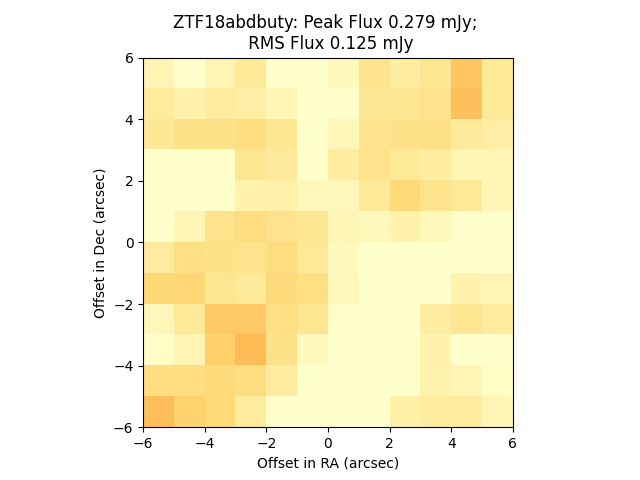 ZTF18abdbuty: Peak Flux 0.279 mJy;
RMS Flux 0.125 mJy
6
4
2
0
−2
−4
−6
Offset in Dec (arcsec)
−6 −4 −2 0 2 4 6
Offset in RA (arcsec)